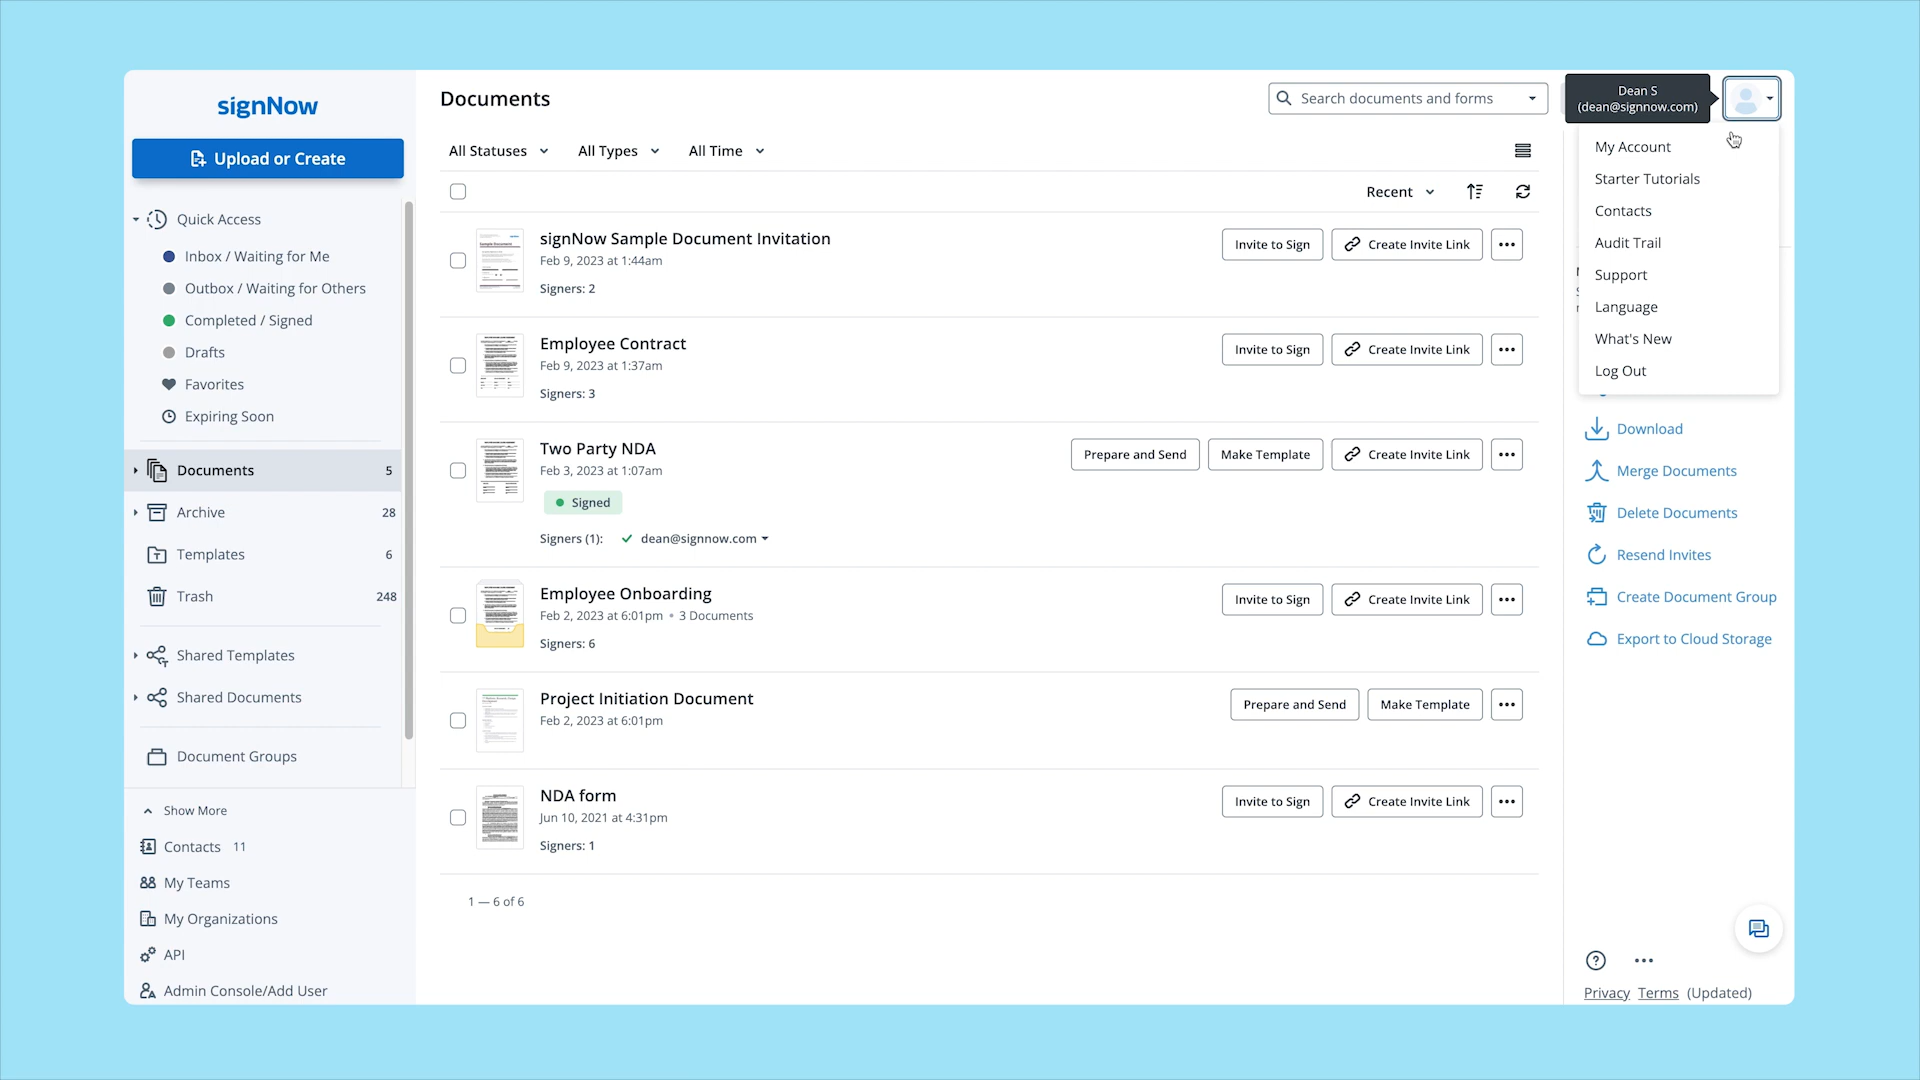 signNow
Upload or Create
Quick Access
Inbox / Waiting for Me
Outbox / Waiting for Others
Completed / Signed
Drafts
Favorites
Expiring Soon
Documents 5
Archive 28
Templates 6
Trash 248
Shared Templates
Shared Documents
Document Groups
Show More
Contacts 11
My Teams
My Organizations
API
Admin Console/Add User
Documents
Search documents and forms
All Statuses All Types All Time
Recent
signNow Sample Document Invitation
Feb 9, 2023 at 1:44am
Signers: 2
Invite to Sign Create Invite Link
Employee Contract
Feb 9, 2023 at 1:37am
Signers: 3
Invite to Sign Create Invite Link
Two Party NDA
Feb 3, 2023 at 1:07am
Signed
Signers (1): dean@signnow.com
Prepare and Send Make Template Create Invite Link
Employee Onboarding
Feb 2, 2023 at 6:01pm • 3 Documents
Signers: 6
Invite to Sign Create Invite Link
Project Initiation Document
Feb 2, 2023 at 6:01pm
Prepare and Send Make Template
NDA form
Jun 10, 2021 at 4:31pm
Signers: 1
Invite to Sign Create Invite Link
1 — 6 of 6
Dean S
(dean@signnow.com)
My Account
Starter Tutorials
Contacts
Audit Trail
Support
Language
What's New
Log Out
Download
Merge Documents
Delete Documents
Resend Invites
Create Document Group
Export to Cloud Storage
Privacy Terms (Updated)